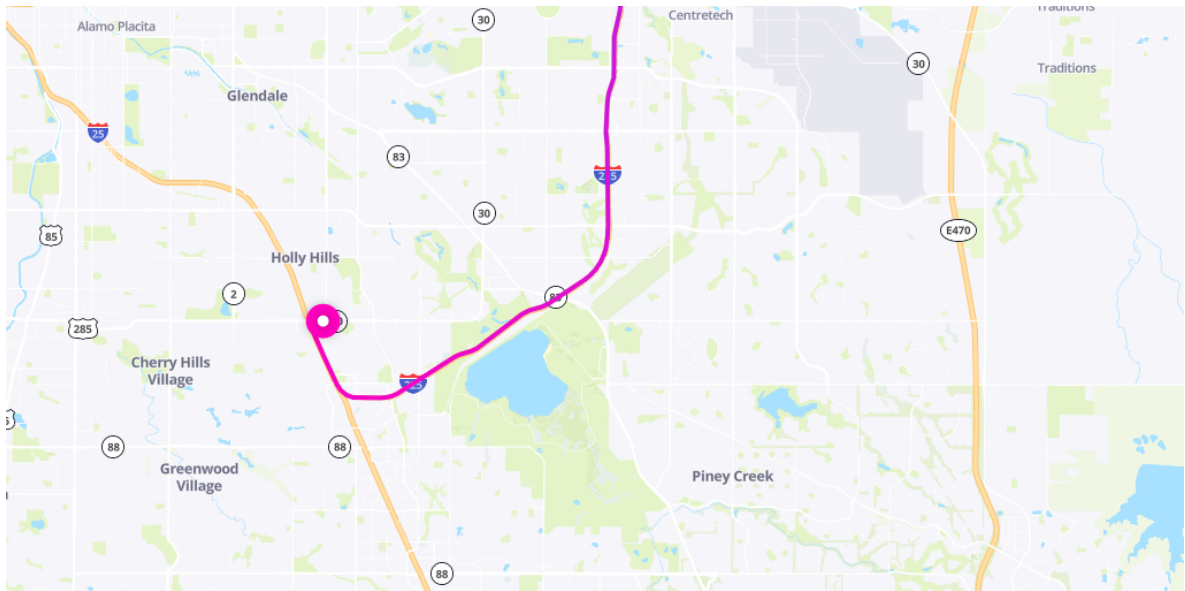 Traditions
Centretech
30
Alamo Placita
30
Traditions
Glendale
25
83
30
E470
85
Holly Hills
2
285
Cherry Hills
Village
88
88
Greenwood
Village
Piney Creek
88